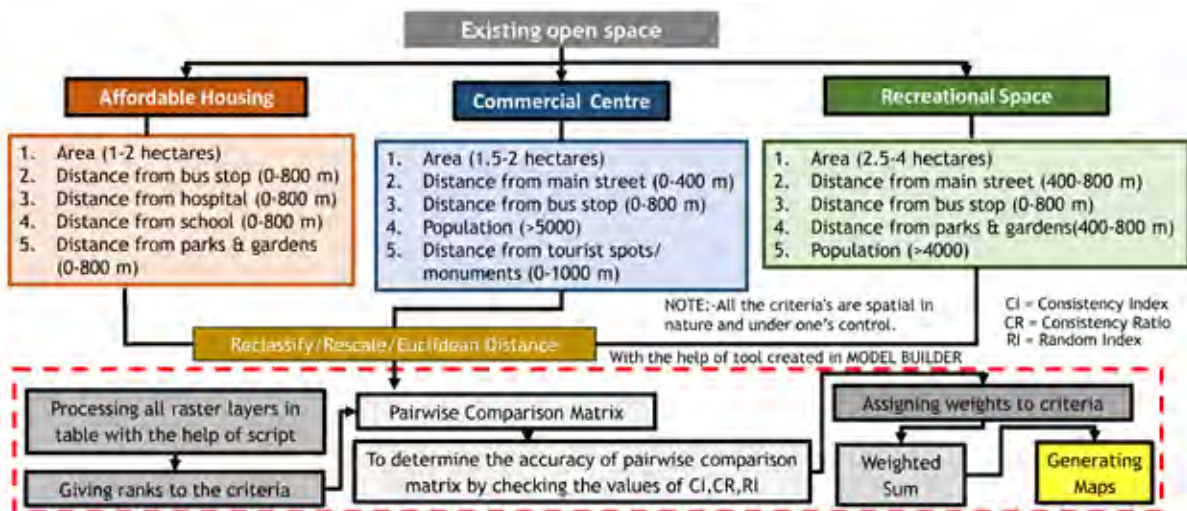 Existing open space
Affordable Housing
Commercial Centre
Recreational Space
1. Area (1-2 hectares)
2. Distance from bus stop (0-800 m)
3. Distance from hospital (0-800 m)
4. Distance from school (0-800 m)
5. Distance from parks & gardens
(0-800 m)
1. Area (1.5-2 hectares)
2. Distance from main street (0-400 m)
3. Distance from bus stop (0-800 m)
4. Population (>5000)
5. Distance from tourist spots/
monuments (0-1000 m)
1. Area (2.5-4 hectares)
2. Distance from main street (400-800 m)
3. Distance from bus stop (0-800 m)
4. Distance from parks & gardens(400-800 m)
5. Population (>4000)
NOTE:-All the criteria's are spatial in
nature and under one's control.
CI = Consistency Index
CR = Consistency Ratio
RI = Random Index
Reclassify/Rescale/Euclidean Distance
With the help of tool created in MODEL BUILDER
Processing all raster layers in
table with the help of script
Giving ranks to the criteria
Pairwise Comparison Matrix
To determine the accuracy of pairwise comparison
matrix by checking the values of CI,CR,RI
Assigning weights to criteria
Weighted
Sum
Generating
Maps